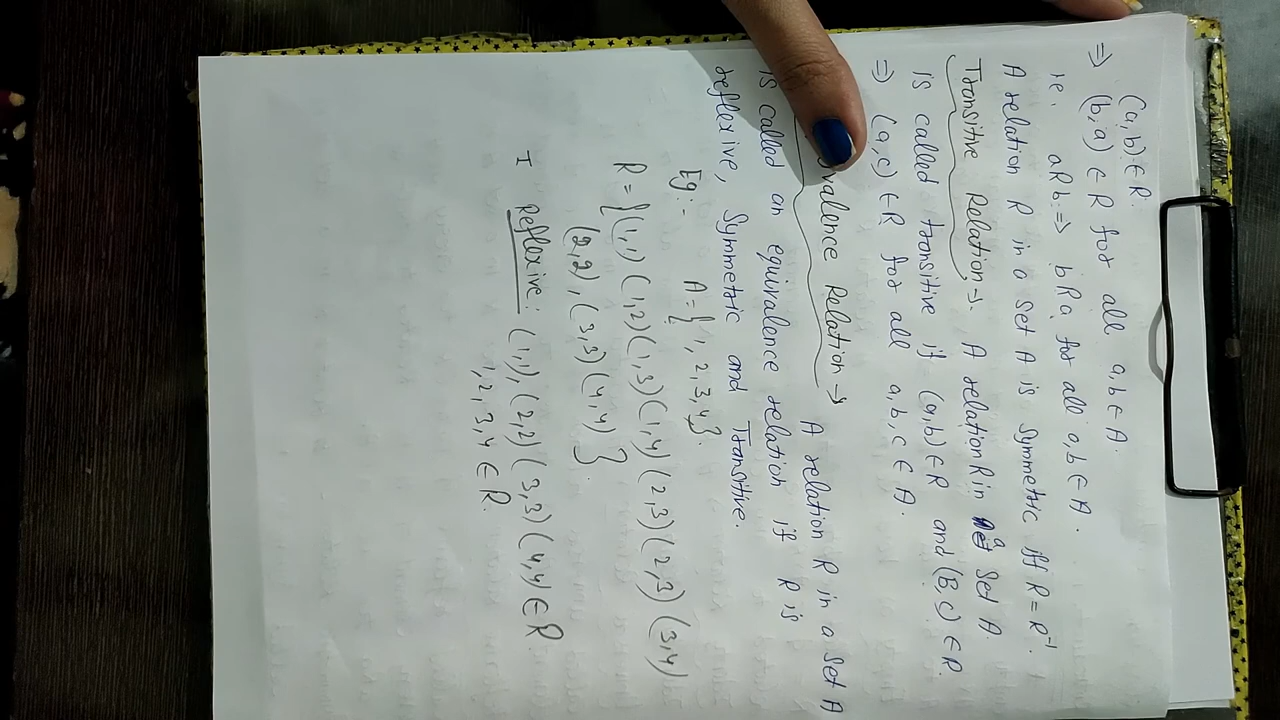 (a,b) ∈ R.
⇒ (b,a) ∈ R for all a,b ∈ A.
ie. aRb ⇒ bRa for all a,b ∈ A.
A relation R in a set A is symmetric iff R = R⁻¹.
Transitive Relation → A relation R in a set A
is called transitive if (a,b) ∈ R and (B,c) ∈ R
⇒ (a,c) ∈ R for all a,b,c ∈ A.
valence Relation → A relation R in a set A
is called an equivalence relation if R is
reflexive, Symmetric and Transitive.
Eg:- A = {1,2,3,4}.
R = {(1,1) (1,2) (1,3) (1,4) (2,3) (2,3) (3,4)
(2,2), (3,3) (4,4)}.
I Reflexive: (1,1), (2,2) (3,3) (4,4) ∈ R
1,2,3,4 ∈ R.